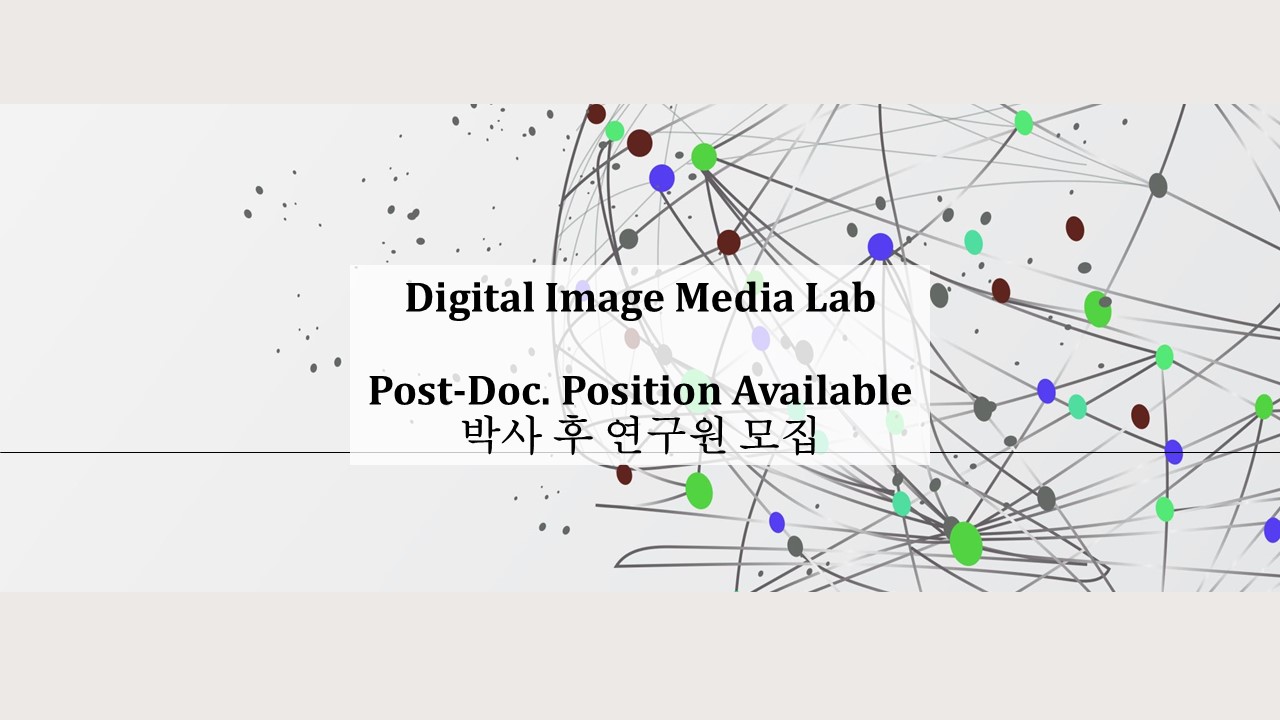 Digital Image Media Lab
Post-Doc. Position Available
박사 후 연구원 모집